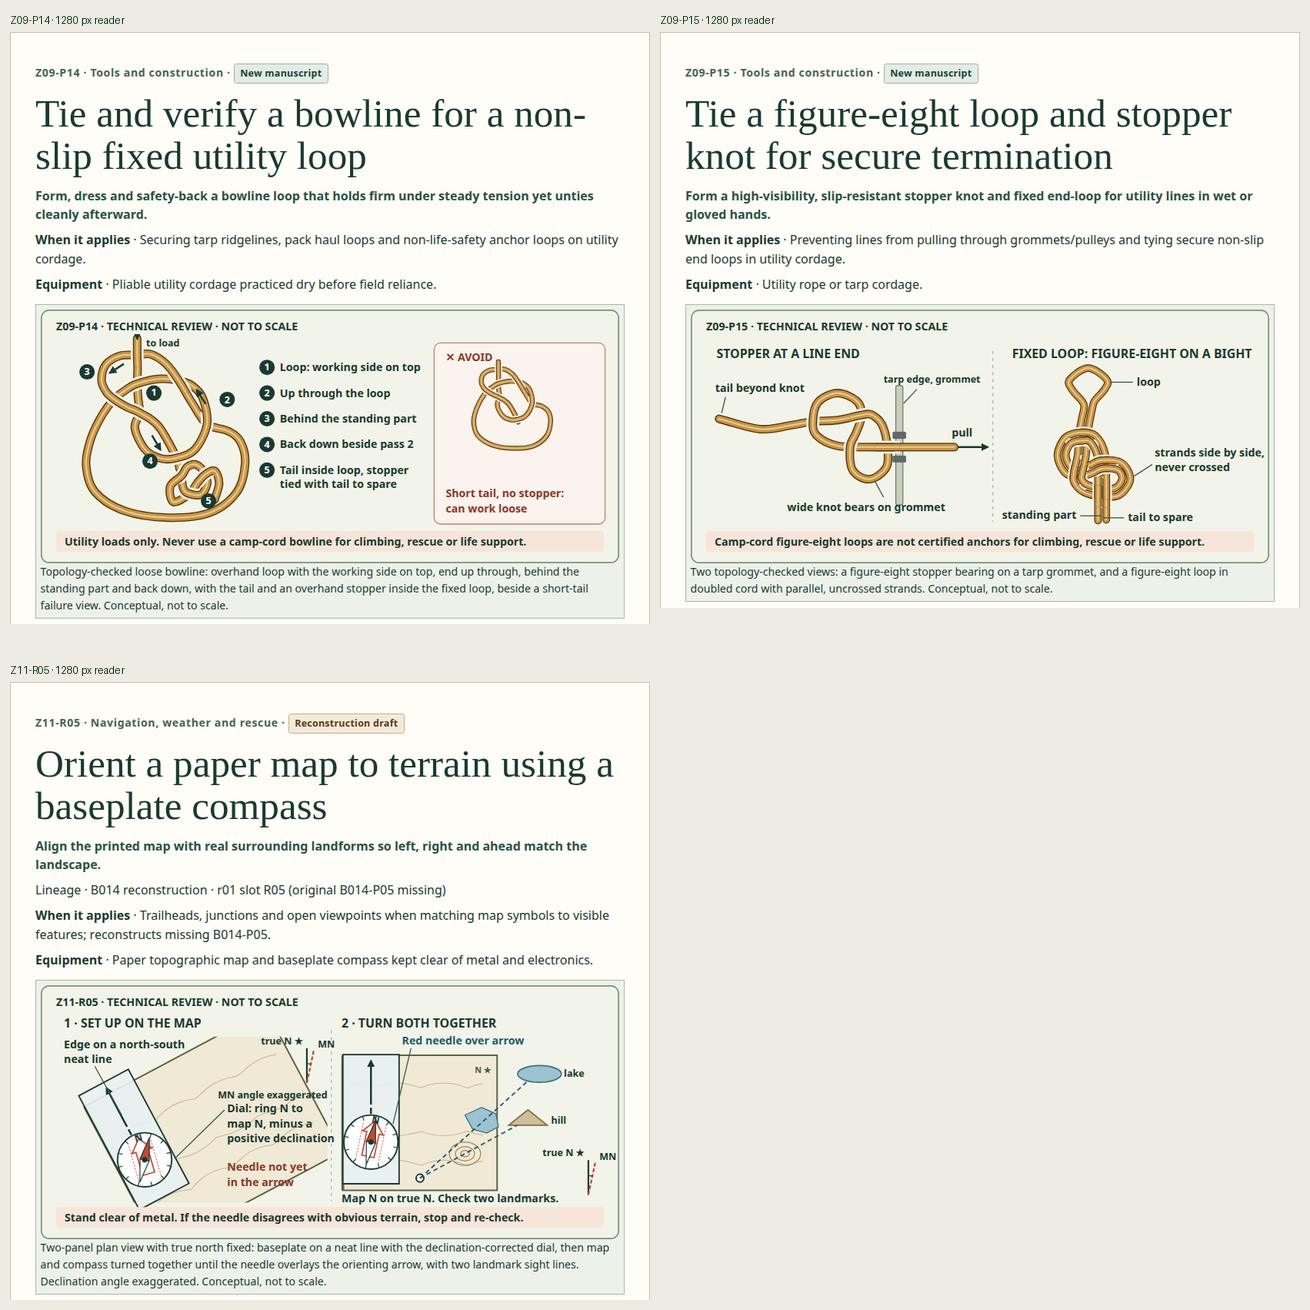 Z09-P14 · 1280 px reader
Z09-P14 · Tools and construction · New manuscript
Tie and verify a bowline for a non-
slip fixed utility loop
Form, dress and safety-back a bowline loop that holds firm under steady tension yet unties
cleanly afterward.
When it applies · Securing tarp ridgelines, pack haul loops and non-life-safety anchor loops on utility
cordage.
Equipment · Pliable utility cordage practiced dry before field reliance.
Z09-P14 · TECHNICAL REVIEW · NOT TO SCALE
to load
3
1
2
4
5
1 Loop: working side on top
2 Up through the loop
3 Behind the standing part
4 Back down beside pass 2
5 Tail inside loop, stopper
tied with tail to spare
✕ AVOID
Short tail, no stopper:
can work loose
Utility loads only. Never use a camp-cord bowline for climbing, rescue or life support.
Topology-checked loose bowline: overhand loop with the working side on top, end up through, behind the
standing part and back down, with the tail and an overhand stopper inside the fixed loop, beside a short-tail
failure view. Conceptual, not to scale.
Z09-P15 · 1280 px reader
Z09-P15 · Tools and construction · New manuscript
Tie a figure-eight loop and stopper
knot for secure termination
Form a high-visibility, slip-resistant stopper knot and fixed end-loop for utility lines in wet or
gloved hands.
When it applies · Preventing lines from pulling through grommets/pulleys and tying secure non-slip
end loops in utility cordage.
Equipment · Utility rope or tarp cordage.
Z09-P15 · TECHNICAL REVIEW · NOT TO SCALE
STOPPER AT A LINE END
tail beyond knot
tarp edge, grommet
pull
wide knot bears on grommet
FIXED LOOP: FIGURE-EIGHT ON A BIGHT
loop
strands side by side,
never crossed
standing part
tail to spare
Camp-cord figure-eight loops are not certified anchors for climbing, rescue or life support.
Two topology-checked views: a figure-eight stopper bearing on a tarp grommet, and a figure-eight loop in
doubled cord with parallel, uncrossed strands. Conceptual, not to scale.
Z11-R05 · 1280 px reader
Z11-R05 · Navigation, weather and rescue · Reconstruction draft
Orient a paper map to terrain using a
baseplate compass
Align the printed map with real surrounding landforms so left, right and ahead match the
landscape.
Lineage · B014 reconstruction · r01 slot R05 (original B014-P05 missing)
When it applies · Trailheads, junctions and open viewpoints when matching map symbols to visible
features; reconstructs missing B014-P05.
Equipment · Paper topographic map and baseplate compass kept clear of metal and electronics.
Z11-R05 · TECHNICAL REVIEW · NOT TO SCALE
1 · SET UP ON THE MAP
Edge on a north-south
neat line
true N ★
MN
MN angle exaggerated
Dial: ring N to
map N, minus a
positive declination
N
Needle not yet
in the arrow
2 · TURN BOTH TOGETHER
Red needle over arrow
N ★
lake
hill
N
true N ★
MN
Map N on true N. Check two landmarks.
Stand clear of metal. If the needle disagrees with obvious terrain, stop and re-check.
Two-panel plan view with true north fixed: baseplate on a neat line with the declination-corrected dial, then map
and compass turned together until the needle overlays the orienting arrow, with two landmark sight lines.
Declination angle exaggerated. Conceptual, not to scale.